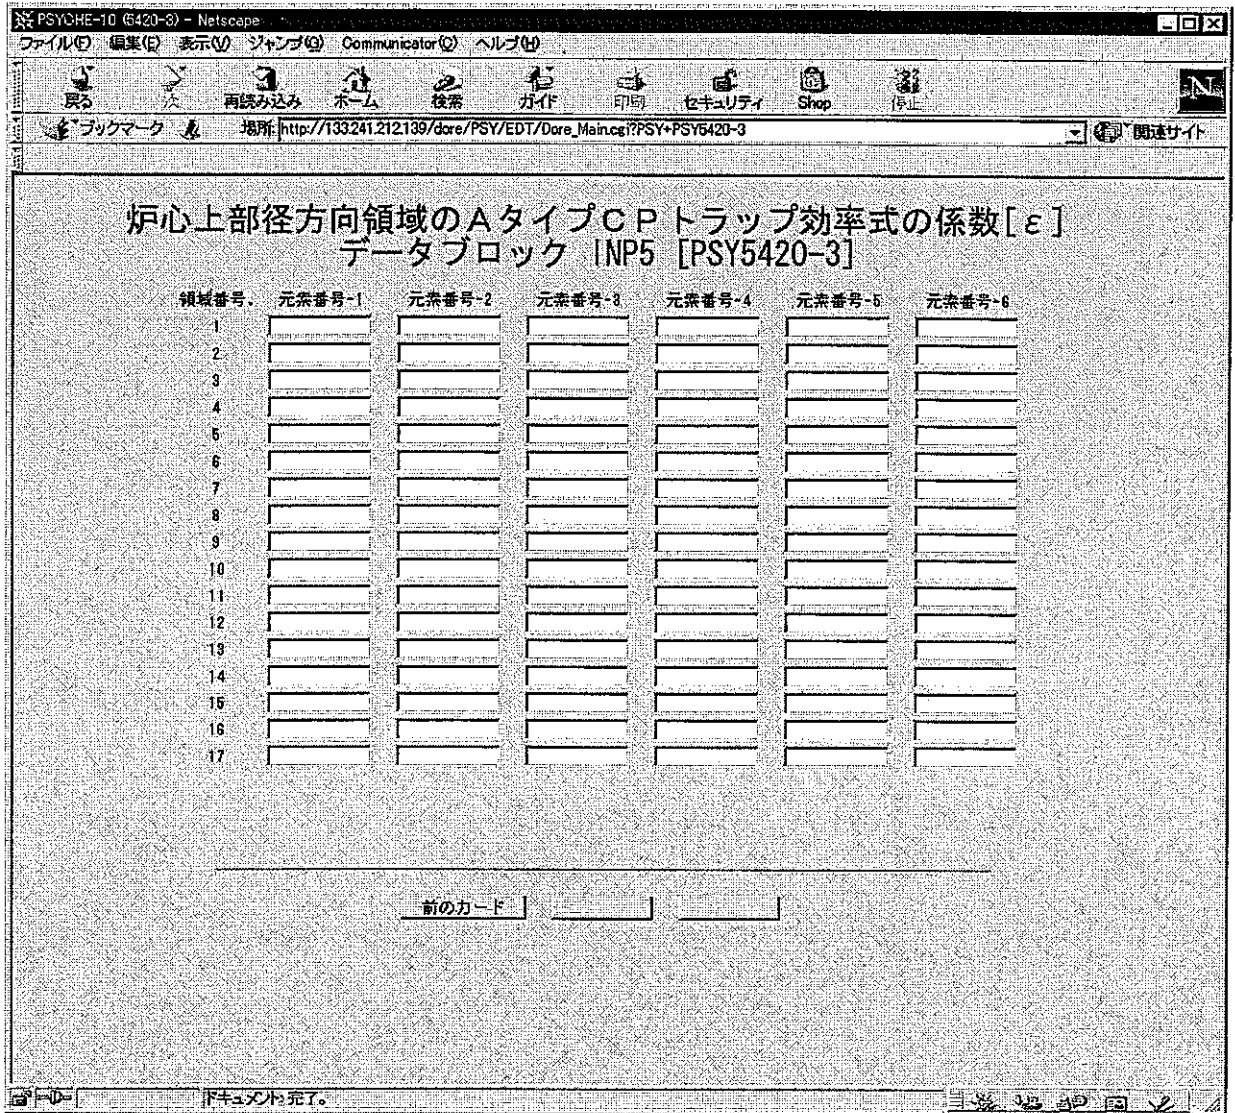 PSYCHE-10 (5420-3) - Netscape
ファイル(F) 編集(E) 表示(V) ジャンプ(G) Communicator(C) ヘルプ(H)
戻る 次 再読み込み ホーム 検索 ガイド 印刷 セキュリティ Shop 停止
N
ブックマーク 場所: http://133.241.212.139/dore/PSY/EDT/Dore_Main.cgi?PSY+PSY5420-3 関連サイト
炉心上部径方向領域のAタイプCPトラップ効率式の係数[ε]
データブロック INP5 [PSY5420-3]
領域番号. 元素番号-1 元素番号-2 元素番号-3 元素番号-4 元素番号-5 元素番号-6
1
2
3
4
5
6
7
8
9
10
11
12
13
14
15
16
17
前のカード
ドキュメント: 完了。